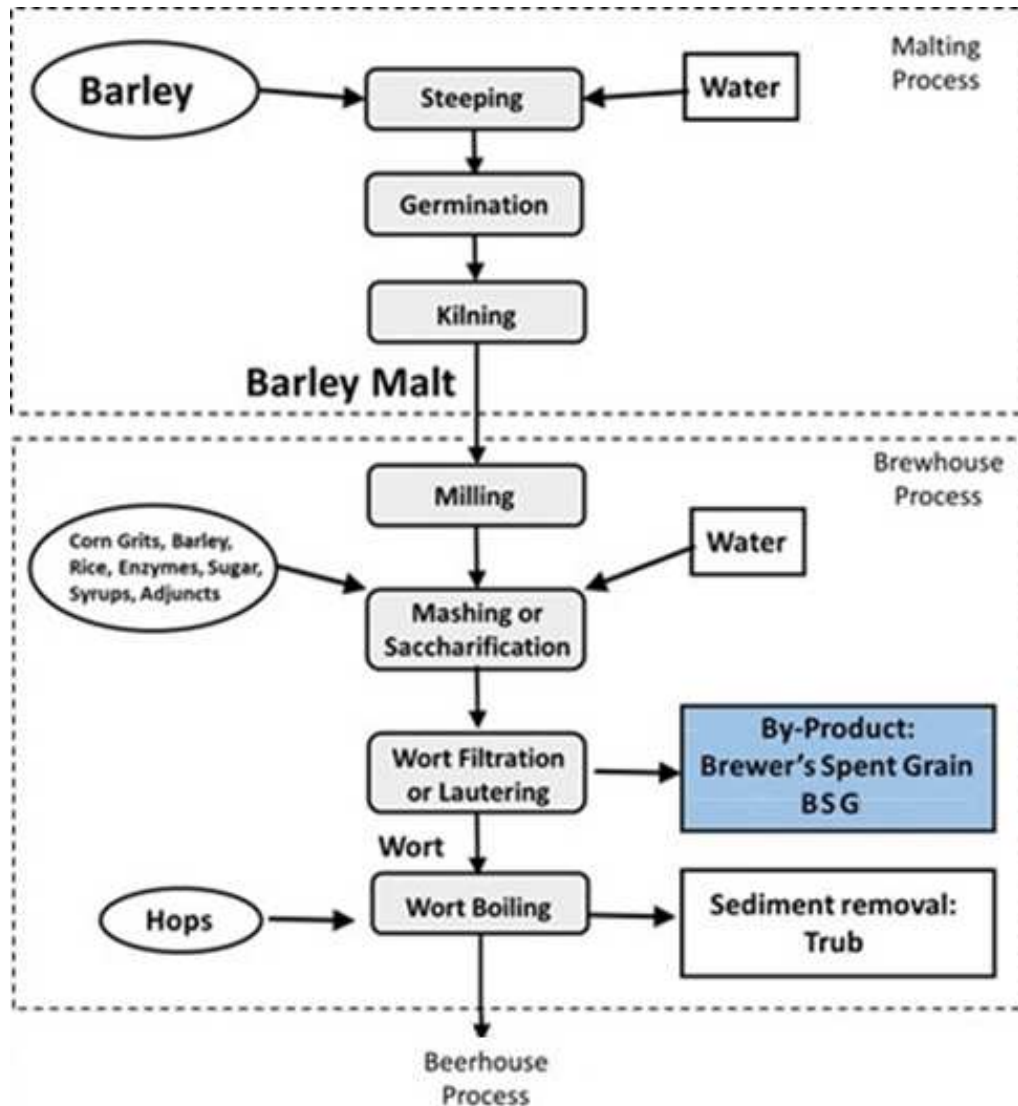 Malting
Process
Barley
Steeping
Water
Germination
Kilning
Barley Malt
Brewhouse
Process
Milling
Corn Grits, Barley,
Rice, Enzymes, Sugar,
Syrups, Adjuncts
Water
Mashing or
Saccharification
Wort Filtration
or Lautering
By-Product:
Brewer's Spent Grain
BSG
Wort
Hops
Wort Boiling
Sediment removal:
Trub
Beerhouse
Process